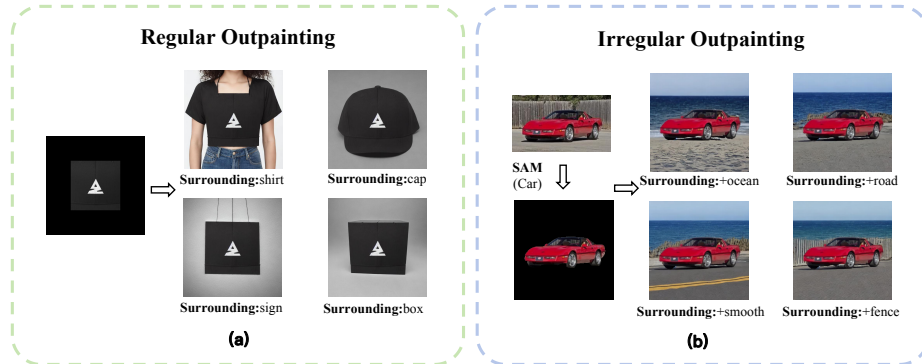 Regular Outpainting
Surrounding:shirt
Surrounding:cap
Surrounding:sign
Surrounding:box
(a)
Irregular Outpainting
SAM
(Car)
Surrounding:+ocean
Surrounding:+road
Surrounding:+smooth
Surrounding:+fence
(b)